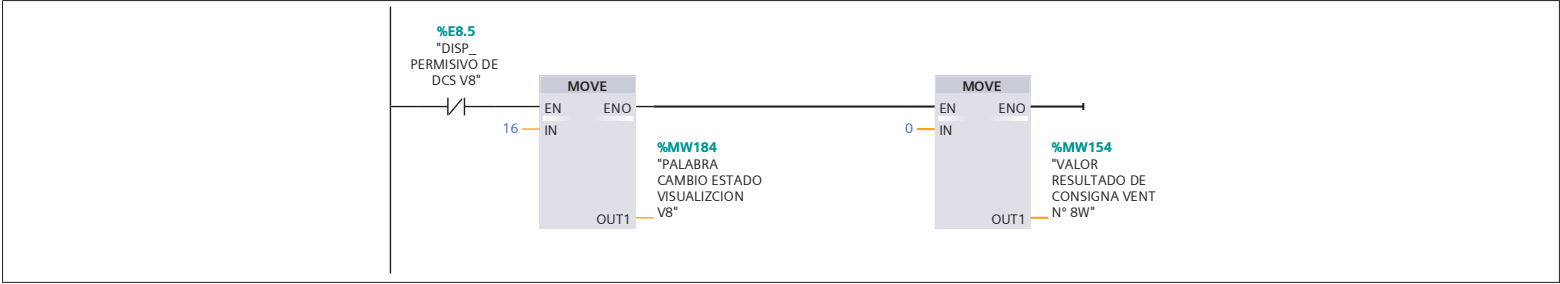 %E8.5
"DISP_
PERMISIVO DE
DCS V8"
MOVE
EN ENO
16 IN
%MW184
"PALABRA
CAMBIO ESTADO
VISUALIZCION
V8"
OUT1
MOVE
EN ENO
0 IN
%MW154
"VALOR
RESULTADO DE
CONSIGNA VENT
N° 8W"
OUT1